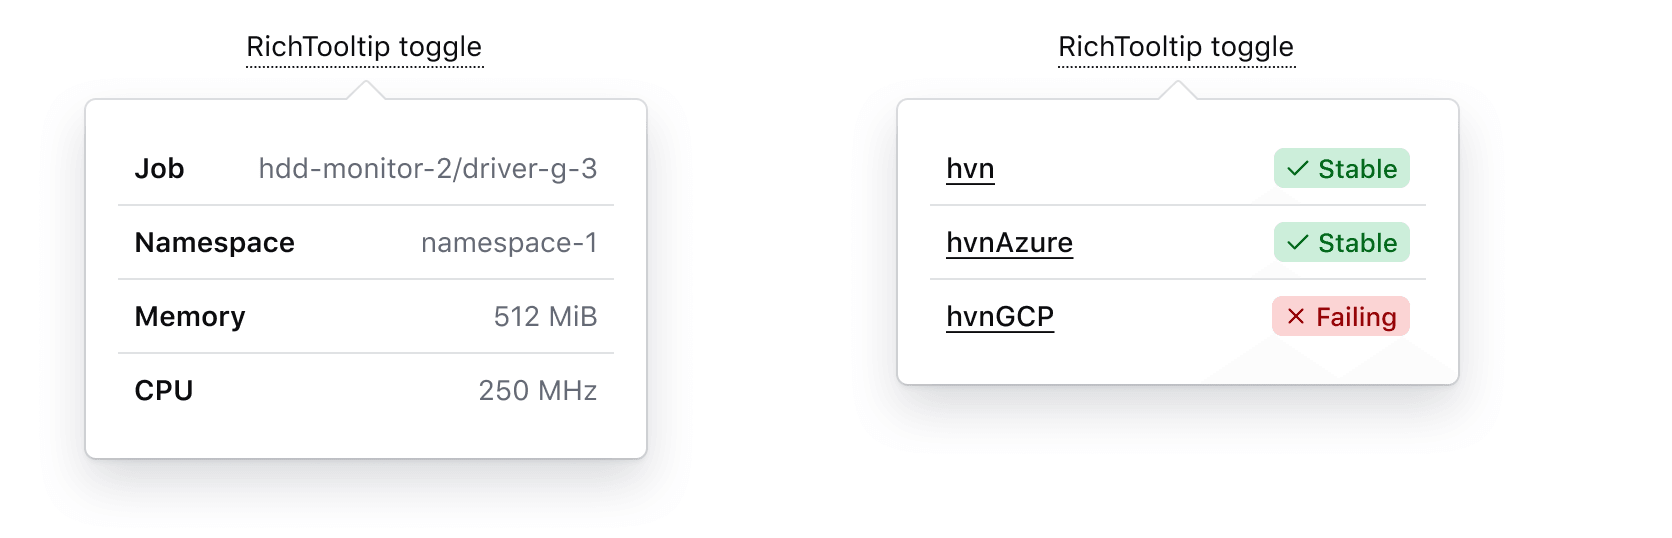 RichTooltip toggle
Job hdd-monitor-2/driver-g-3
Namespace namespace-1
Memory 512 MiB
CPU 250 MHz
RichTooltip toggle
hvn Stable
hvnAzure Stable
hvnGCP Failing